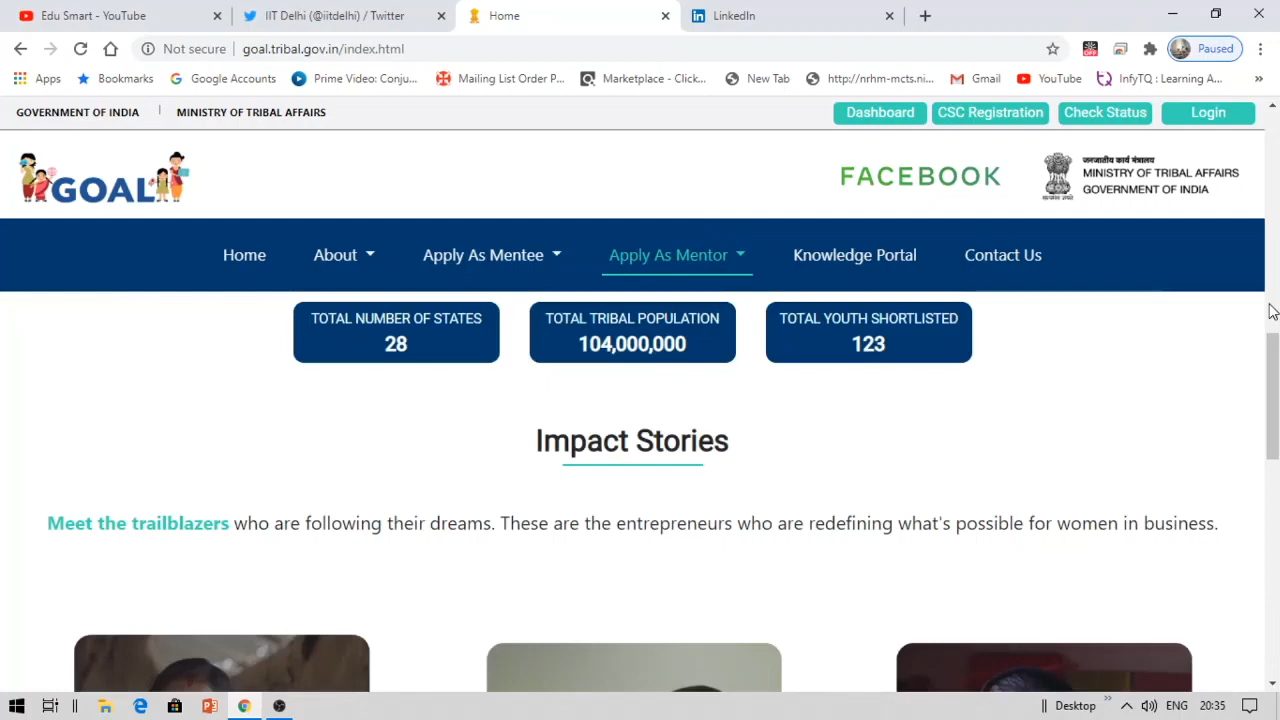 Edu Smart - YouTube
IIT Delhi (@iitdelhi) / Twitter
Home
LinkedIn
Not secure
goal.tribal.gov.in/index.html
Paused
Apps
Bookmarks
Google Accounts
Prime Video: Conju...
Mailing List Order P...
Marketplace - Click...
New Tab
http://nrhm-mcts.ni...
Gmail
YouTube
InfyTQ : Learning A...
»
GOVERNMENT OF INDIA
MINISTRY OF TRIBAL AFFAIRS
Dashboard
CSC Registration
Check Status
Login
GOAL
FACEBOOK
जनजातीय कार्य मंत्रालय
MINISTRY OF TRIBAL AFFAIRS
GOVERNMENT OF INDIA
Home
About
Apply As Mentee
Apply As Mentor
Knowledge Portal
Contact Us
TOTAL NUMBER OF STATES
28
TOTAL TRIBAL POPULATION
104,000,000
TOTAL YOUTH SHORTLISTED
123
Impact Stories
Meet the trailblazers who are following their dreams. These are the entrepreneurs who are redefining what's possible for women in business.
Desktop
»
ENG
20:35